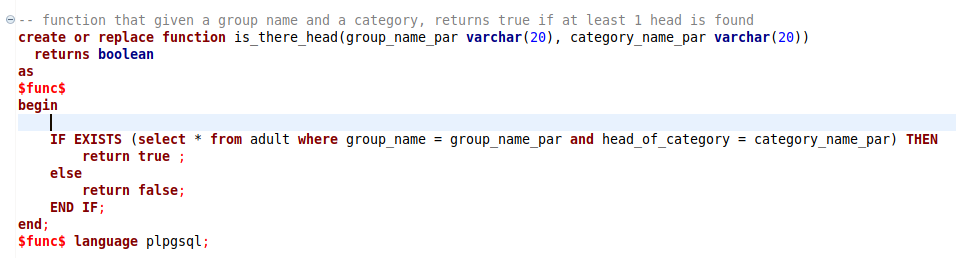 -- function that given a group name and a category, returns true if at least 1 head is found
create or replace function is_there_head(group_name_par varchar(20), category_name_par varchar(20))
  returns boolean
as
$func$
begin
    IF EXISTS (select * from adult where group_name = group_name_par and head_of_category = category_name_par) THEN
        return true ;
    else
        return false;
    END IF;
end;
$func$ language plpgsql;